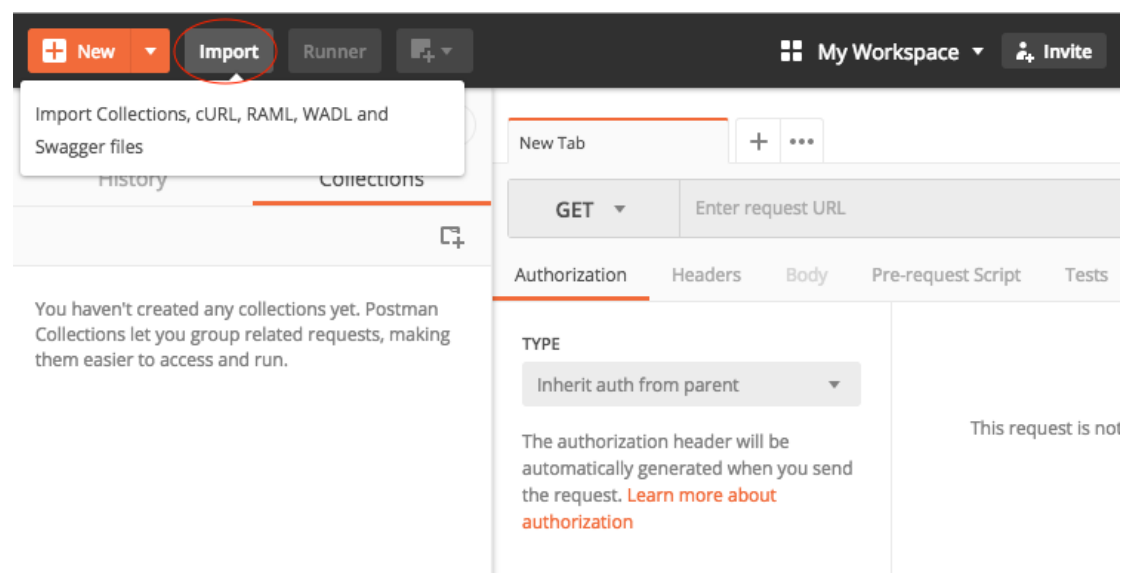 New
Import
Runner
My Workspace
Invite
Import Collections, cURL, RAML, WADL and
Swagger files
History
Collections
You haven't created any collections yet. Postman
Collections let you group related requests, making
them easier to access and run.
New Tab
GET
Enter request URL
Authorization
Headers
Body
Pre-request Script
Tests
TYPE
Inherit auth from parent
The authorization header will be
automatically generated when you send
the request. Learn more about
authorization
This request is not